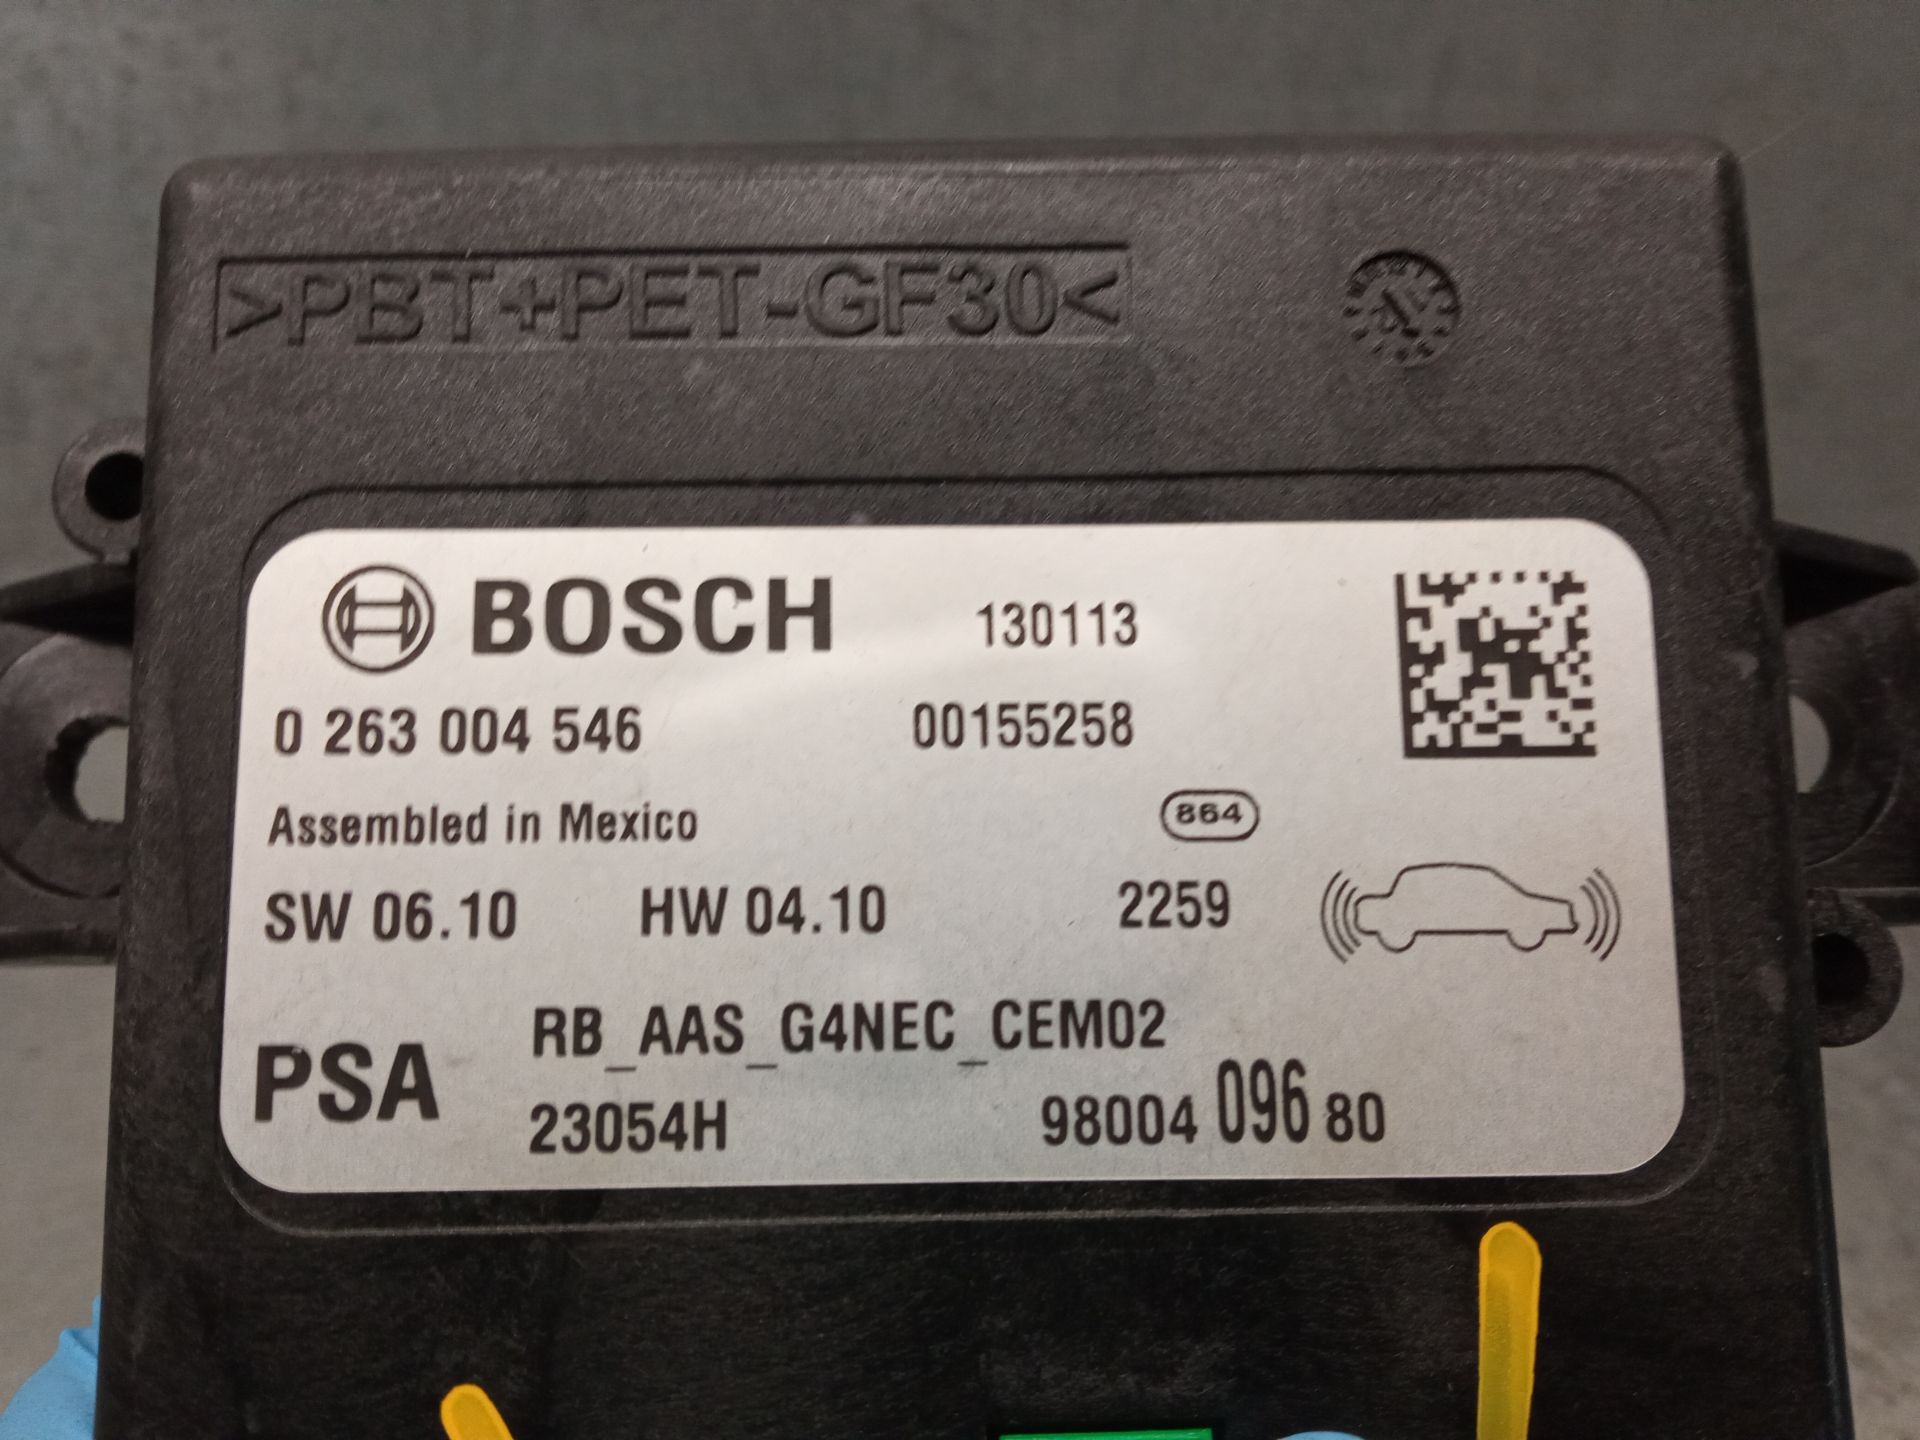 >PBT+PET-GF30<
BOSCH 130113
0 263 004 546 00155258
Assembled in Mexico 864
SW 06.10 HW 04.10 2259
PSA RB_AAS_G4NEC_CEM02
23054H 98004 096 80